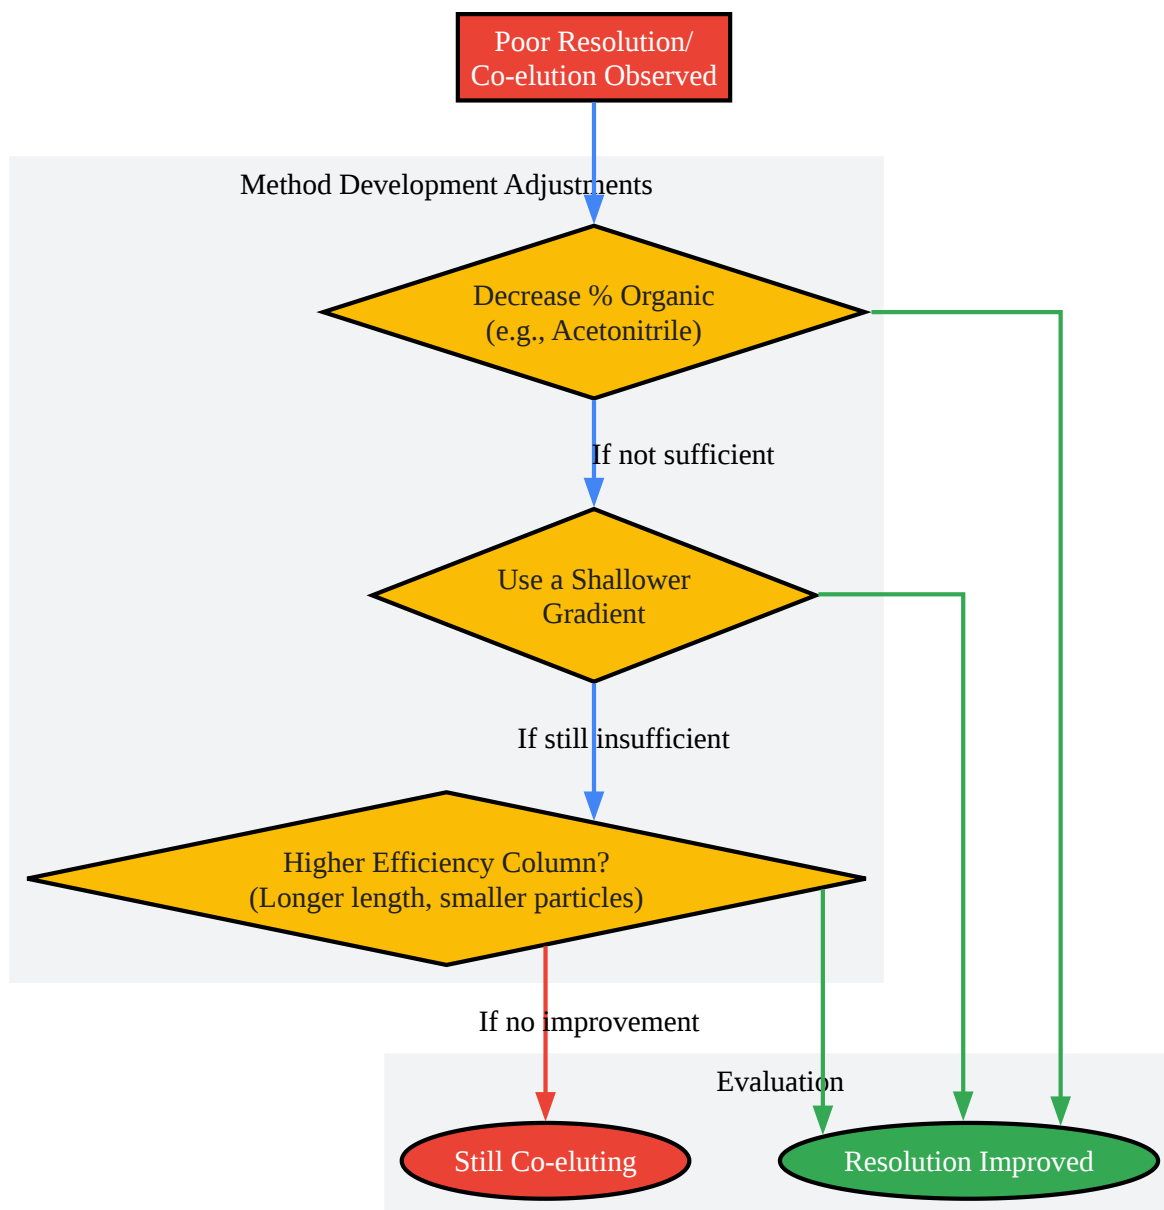 Poor Resolution/
Co-elution Observed
Method Development Adjustments
Decrease % Organic
(e.g., Acetonitrile)
If not sufficient
Use a Shallower
Gradient
If still insufficient
Higher Efficiency Column?
(Longer length, smaller particles)
If no improvement
Evaluation
Still Co-eluting
Resolution Improved